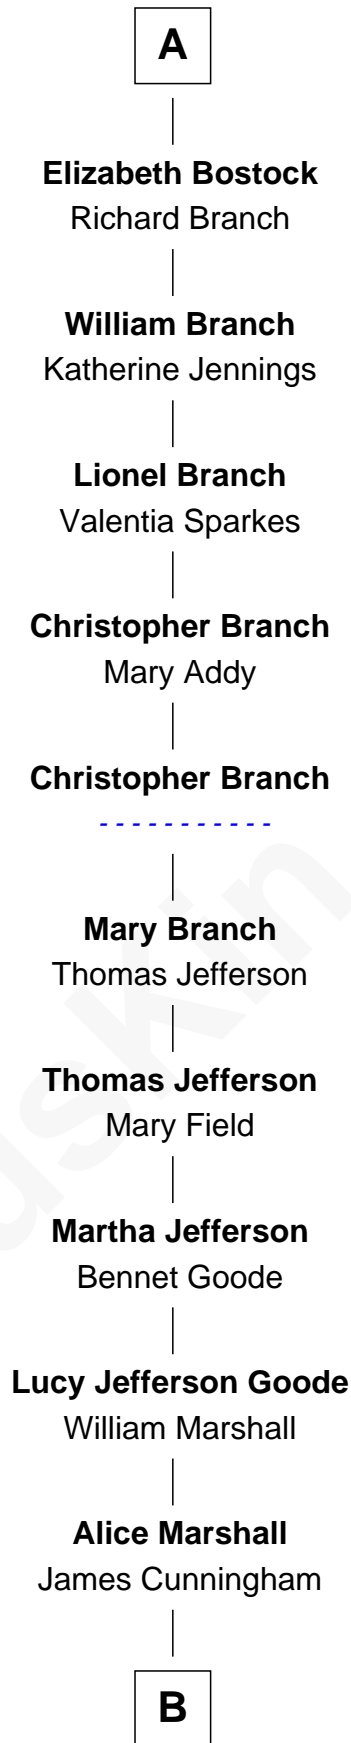 A
Elizabeth Bostock
Richard Branch
William Branch
Katherine Jennings
Lionel Branch
Valentia Sparkes
Christopher Branch
Mary Addy
Christopher Branch
- - - - - - - - - - -
Mary Branch
Thomas Jefferson
Thomas Jefferson
Mary Field
Martha Jefferson
Bennet Goode
Lucy Jefferson Goode
William Marshall
Alice Marshall
James Cunningham
B